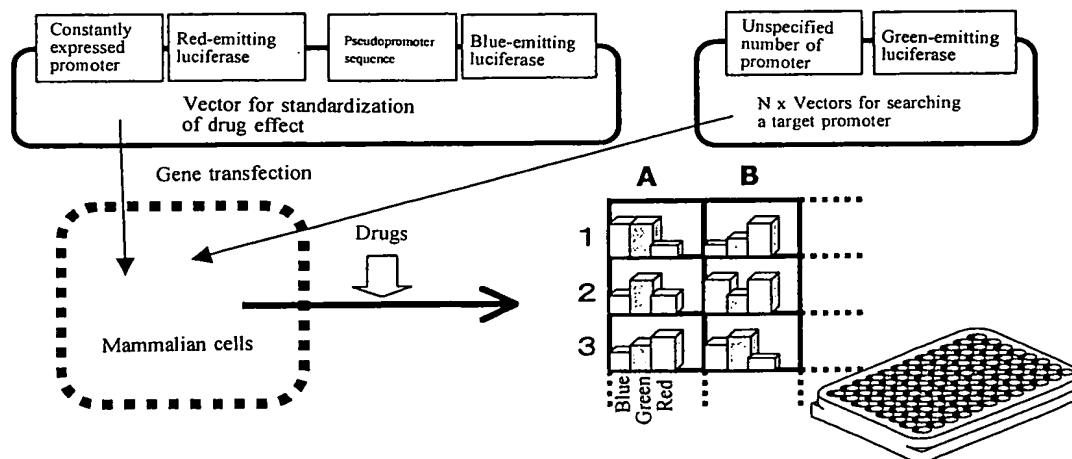 Constantly
expressed
promoter
Red-emitting
luciferase
Pseudopromoter
sequence
Blue-emitting
luciferase
Vector for standardization
of drug effect
Unspecified
number of
promoter
Green-emitting
luciferase
N x Vectors for searching
a target promoter
Gene transfection
Drugs
Mammalian cells
A B
1
2
3
Blue
Green
Red